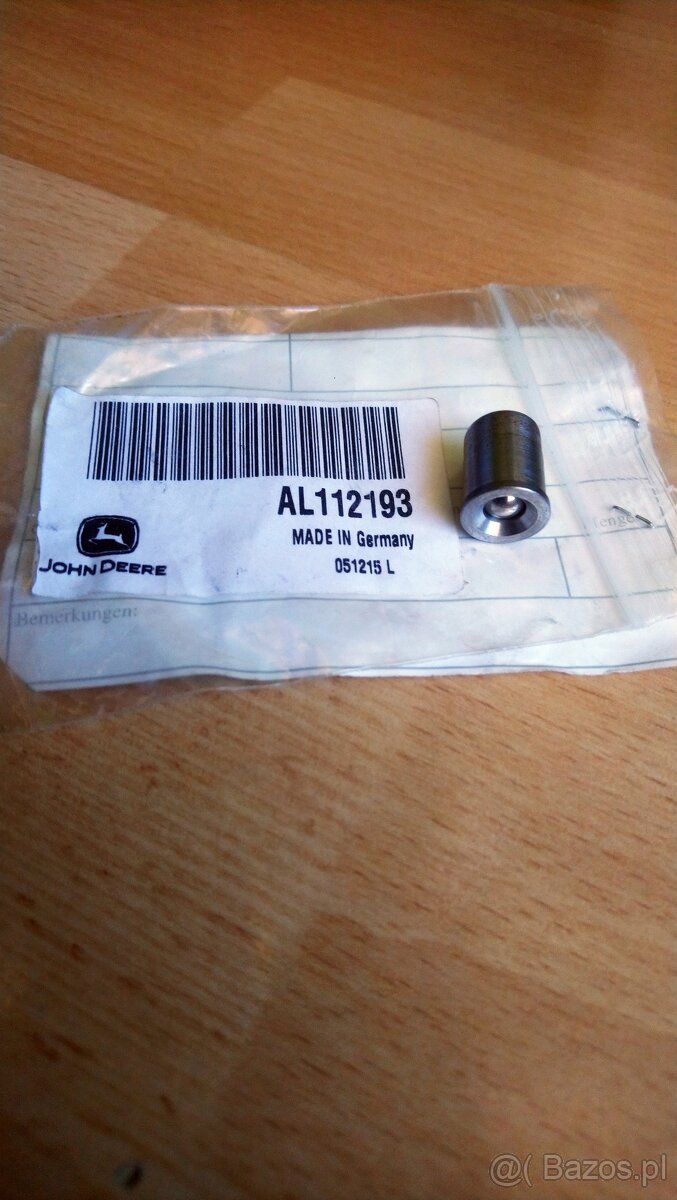 AL112193
MADE IN Germany
051215 L
JOHN DEERE
Bemerkungen:
@( Bazos.pl